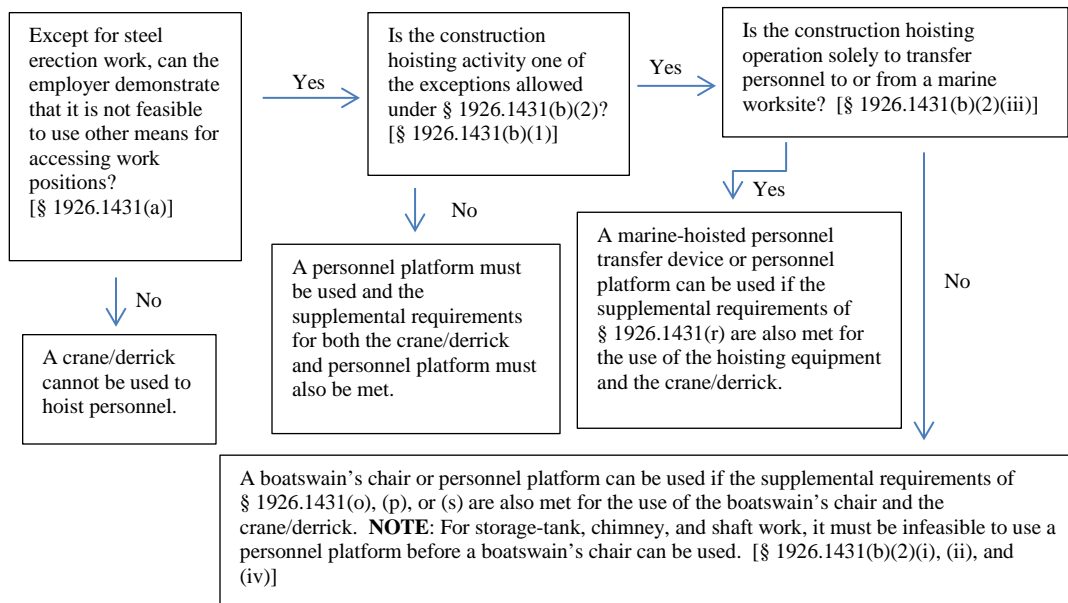 Except for steel
erection work, can the
employer demonstrate
that it is not feasible
to use other means for
accessing work
positions?
[§ 1926.1431(a)]
Yes
Is the construction
hoisting activity one of
the exceptions allowed
under § 1926.1431(b)(2)?
[§ 1926.1431(b)(1)]
Yes
Is the construction hoisting
operation solely to transfer
personnel to or from a marine
worksite?  [§ 1926.1431(b)(2)(iii)]
No
A crane/derrick
cannot be used to
hoist personnel.
No
A personnel platform must
be used and the
supplemental requirements
for both the crane/derrick
and personnel platform must
also be met.
Yes
A marine-hoisted personnel
transfer device or personnel
platform can be used if the
supplemental requirements of
§ 1926.1431(r) are also met for
the use of the hoisting equipment
and the crane/derrick.
No
A boatswain’s chair or personnel platform can be used if the supplemental requirements of
§ 1926.1431(o), (p), or (s) are also met for the use of the boatswain’s chair and the
crane/derrick.  NOTE: For storage-tank, chimney, and shaft work, it must be infeasible to use a
personnel platform before a boatswain’s chair can be used.  [§ 1926.1431(b)(2)(i), (ii), and
(iv)]